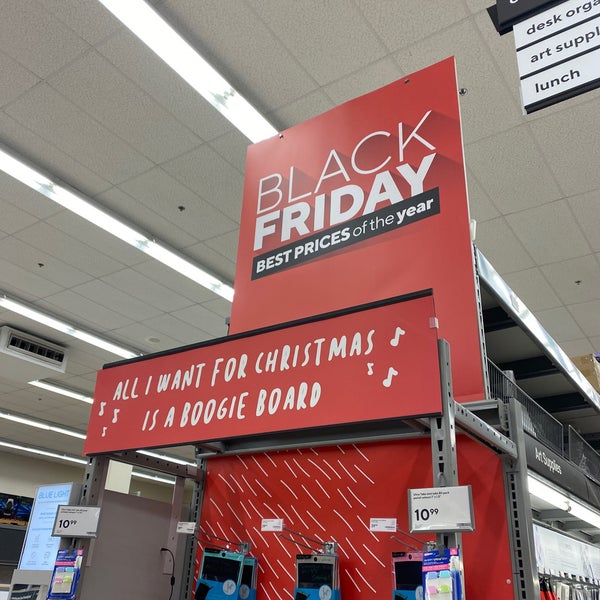 desk orga
art suppl
lunch
BLACK
FRIDAY
BEST PRICES of the year
ALL I WANT FOR CHRISTMAS
IS A BOOGIE BOARD
Art Supplies
BLUE LIGHT
10.99
10.99